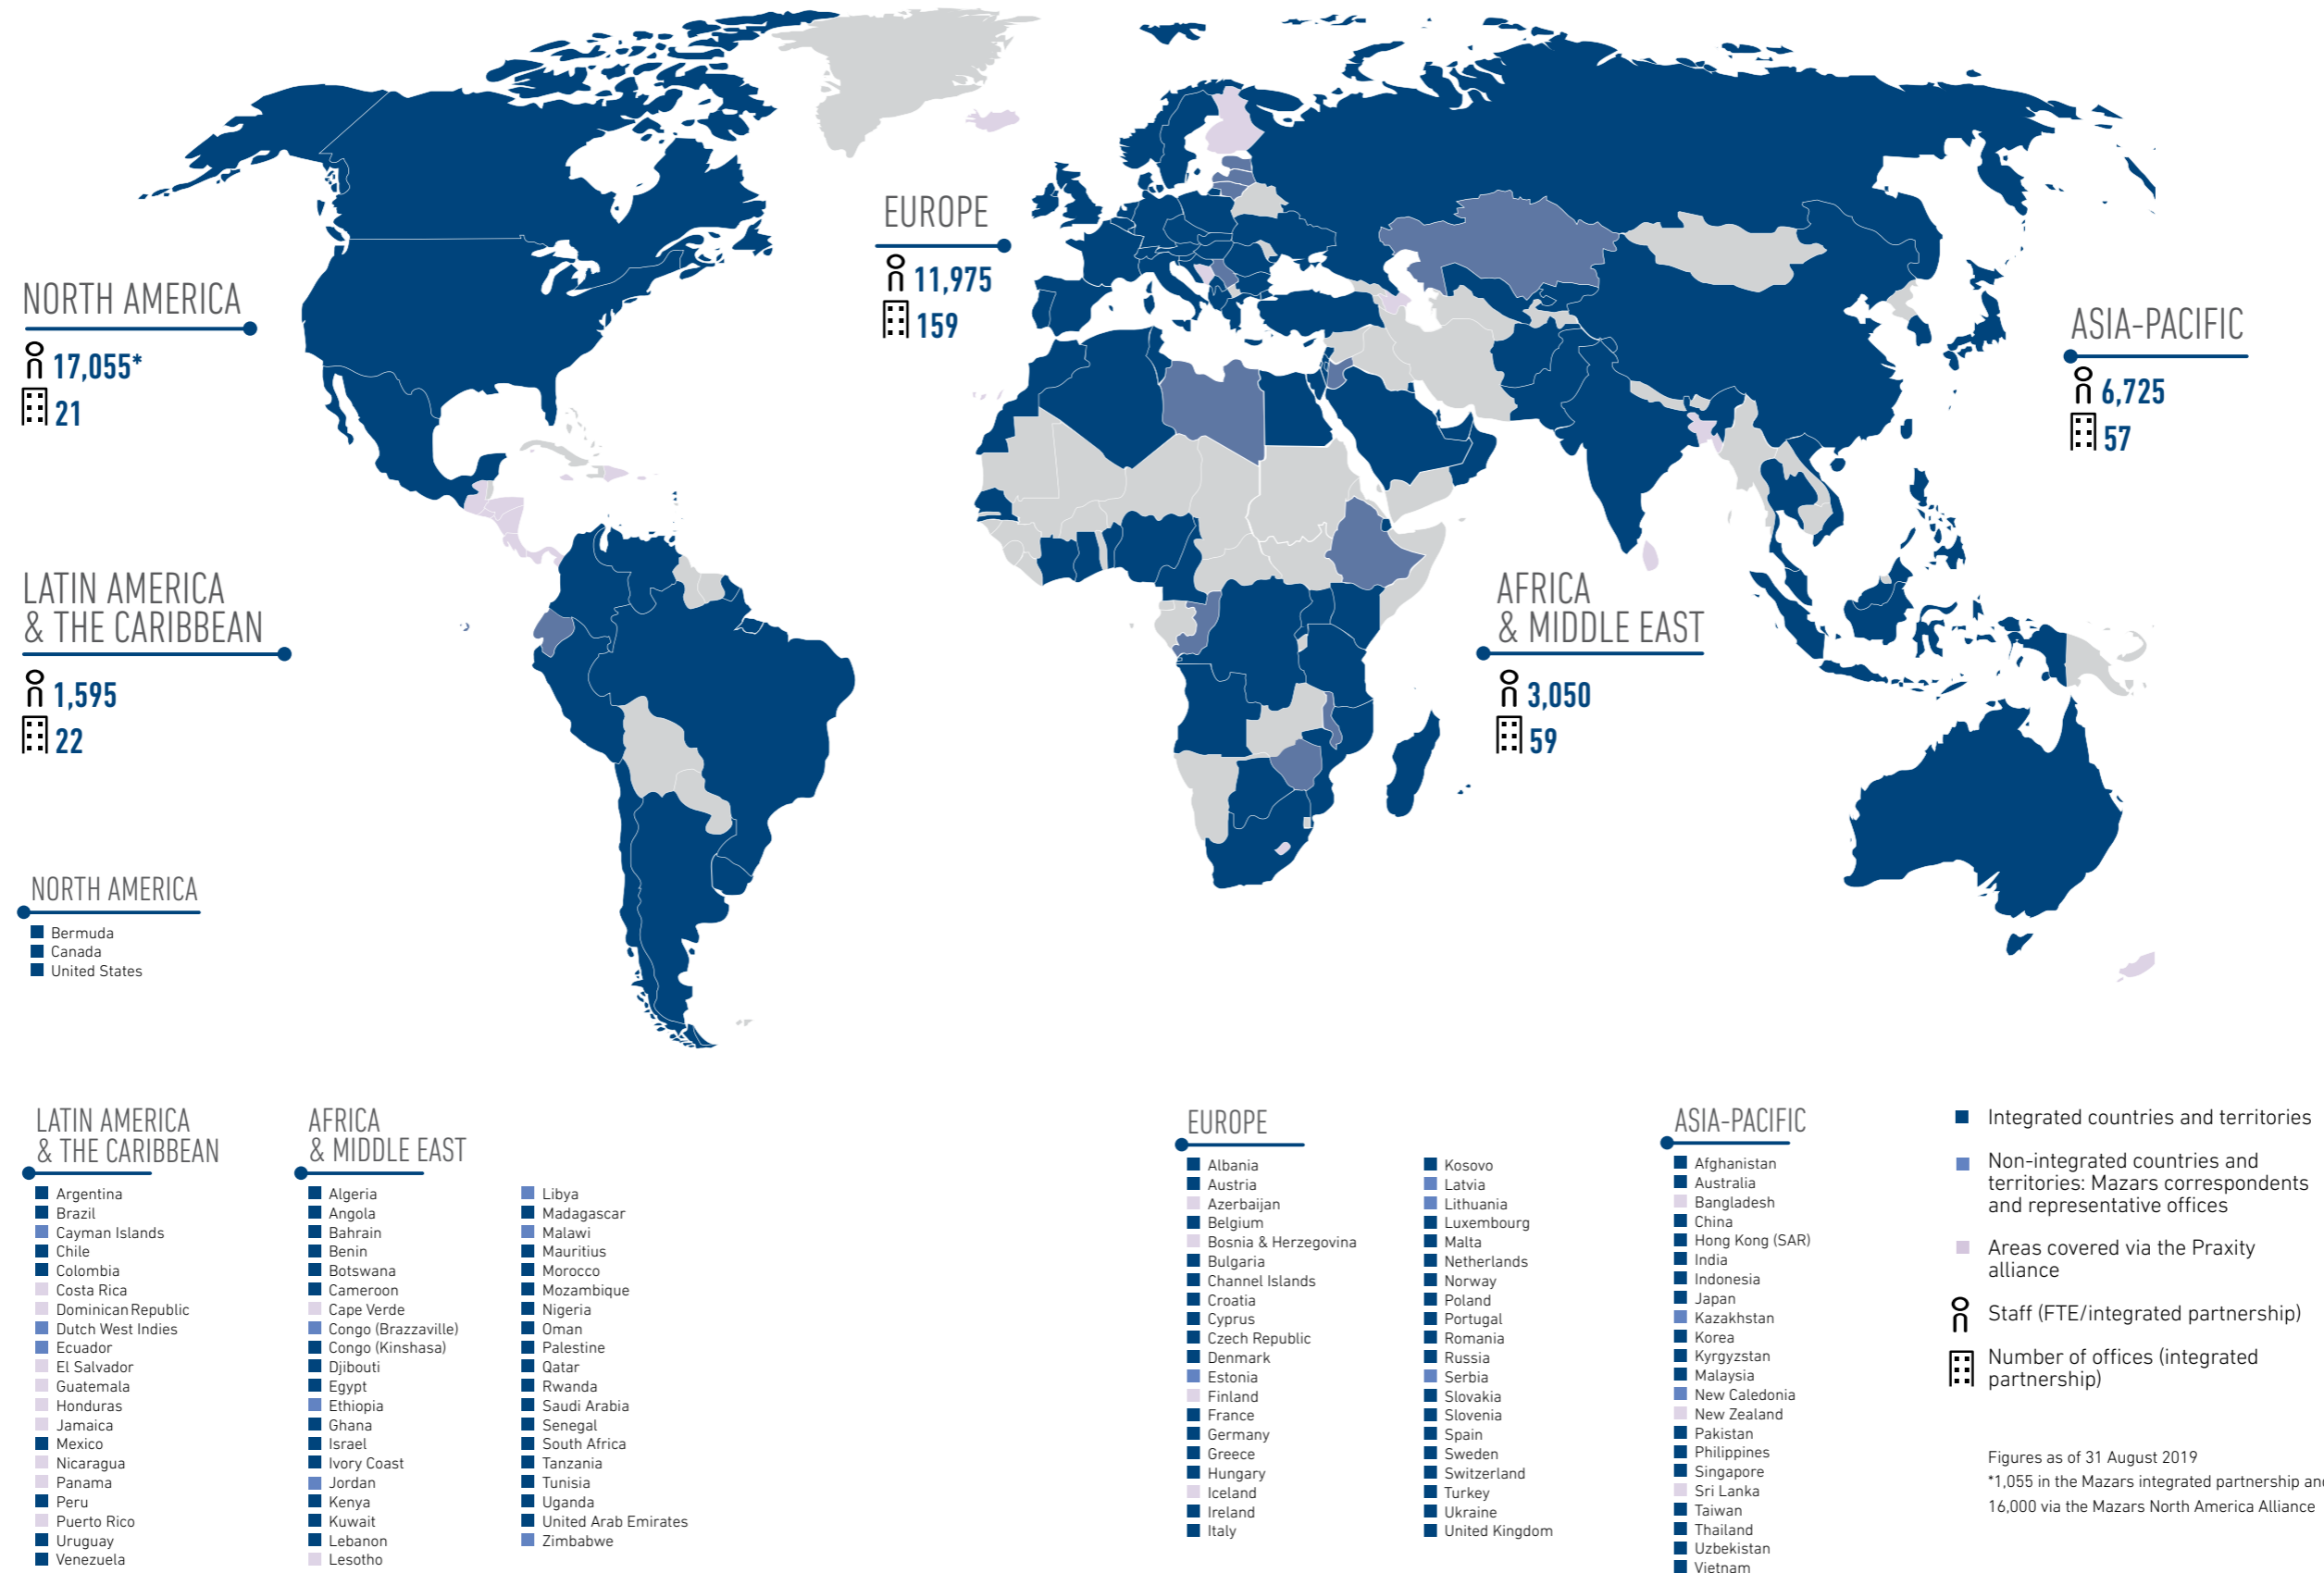 NORTH AMERICA
17,055*
21
EUROPE
11,975
159
ASIA-PACIFIC
6,725
57
LATIN AMERICA
& THE CARIBBEAN
1,595
22
AFRICA
& MIDDLE EAST
3,050
59
NORTH AMERICA
Bermuda
Canada
United States
LATIN AMERICA
& THE CARIBBEAN
Argentina
Brazil
Cayman Islands
Chile
Colombia
Costa Rica
Dominican Republic
Dutch West Indies
Ecuador
El Salvador
Guatemala
Honduras
Jamaica
Mexico
Nicaragua
Panama
Peru
Puerto Rico
Uruguay
Venezuela
AFRICA
& MIDDLE EAST
Algeria
Angola
Bahrain
Benin
Botswana
Cameroon
Cape Verde
Congo (Brazzaville)
Congo (Kinshasa)
Djibouti
Egypt
Ethiopia
Ghana
Israel
Ivory Coast
Jordan
Kenya
Kuwait
Lebanon
Lesotho
Libya
Madagascar
Malawi
Mauritius
Morocco
Mozambique
Nigeria
Oman
Palestine
Qatar
Rwanda
Saudi Arabia
Senegal
South Africa
Tanzania
Tunisia
Uganda
United Arab Emirates
Zimbabwe
EUROPE
Albania
Austria
Azerbaijan
Belgium
Bosnia & Herzegovina
Bulgaria
Channel Islands
Croatia
Cyprus
Czech Republic
Denmark
Estonia
Finland
France
Germany
Greece
Hungary
Iceland
Ireland
Italy
Kosovo
Latvia
Lithuania
Luxembourg
Malta
Netherlands
Norway
Poland
Portugal
Romania
Russia
Serbia
Slovakia
Slovenia
Spain
Sweden
Switzerland
Turkey
Ukraine
United Kingdom
ASIA-PACIFIC
Afghanistan
Australia
Bangladesh
China
Hong Kong (SAR)
India
Indonesia
Japan
Kazakhstan
Korea
Kyrgyzstan
Malaysia
New Caledonia
New Zealand
Pakistan
Philippines
Singapore
Sri Lanka
Taiwan
Thailand
Uzbekistan
Vietnam
Integrated countries and territories
Non-integrated countries and
territories: Mazars correspondents
and representative offices
Areas covered via the Praxity
alliance
Staff (FTE/integrated partnership)
Number of offices (integrated
partnership)
Figures as of 31 August 2019
*1,055 in the Mazars integrated partnership an
16,000 via the Mazars North America Alliance